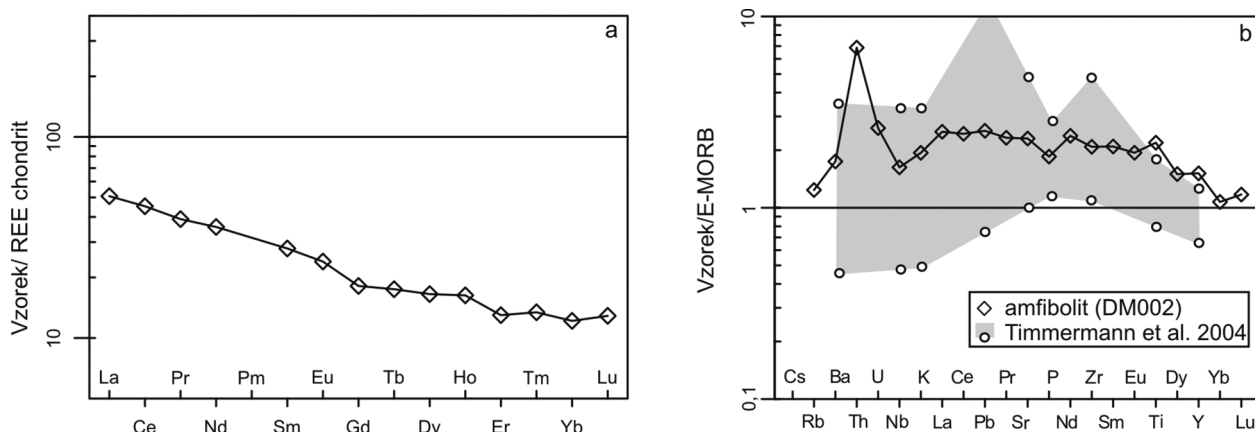 a
100
10
Vzorek/ REE chondrit
La Pr Pm Eu Tb Ho Tm Lu
Ce Nd Sm Gd Dy Er Yb
b
10
1
0,1
Vzorek/E-MORB
amfibolit (DM002)
Timmermann et al. 2004
Cs Ba U K Ce Pr P Zr Eu Dy Yb
Rb Th Nb La Pb Sr Nd Sm Ti Y Lu